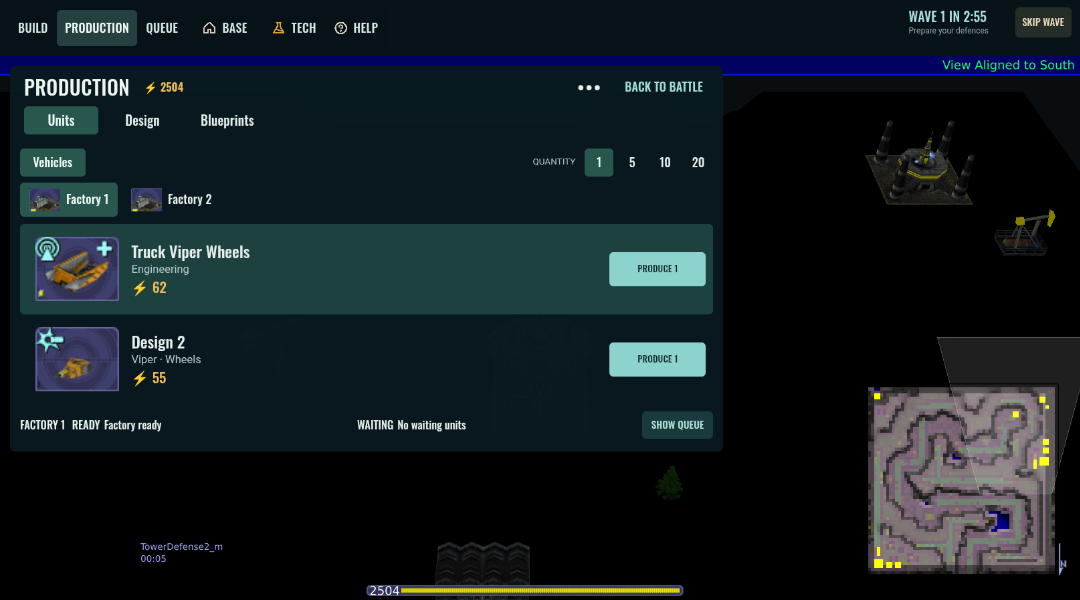 BUILD PRODUCTION QUEUE BASE TECH HELP
WAVE 1 IN 2:55
Prepare your defences
SKIP WAVE
View Aligned to South
PRODUCTION 2504
BACK TO BATTLE
Units Design Blueprints
Vehicles
QUANTITY 1 5 10 20
Factory 1 Factory 2
Truck Viper Wheels
Engineering
62
PRODUCE 1
Design 2
Viper · Wheels
55
PRODUCE 1
FACTORY 1 READY Factory ready
WAITING No waiting units
SHOW QUEUE
TowerDefense2_m
00:05
2504
N